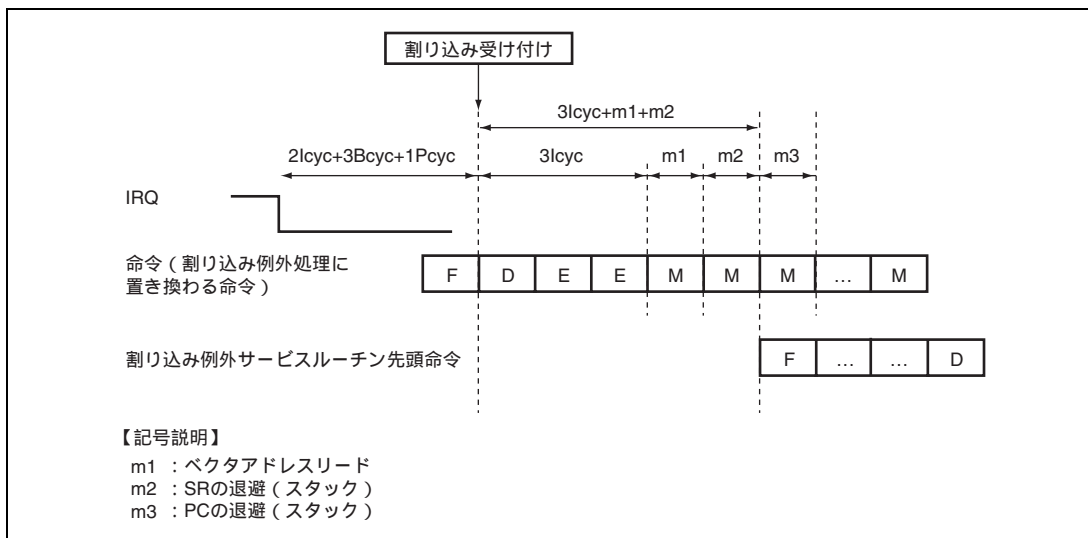 割り込み受け付け
3Icyc+m1+m2
2Icyc+3Bcyc+1Pcyc
3Icyc
m1
m2
m3
IRQ
命令（割り込み例外処理に
置き換わる命令）
F D E E M M M … M
割り込み例外サービスルーチン先頭命令
F … … D
【記号説明】
m1 ：ベクタアドレスリード
m2 ：SRの退避（スタック）
m3 ：PCの退避（スタック）